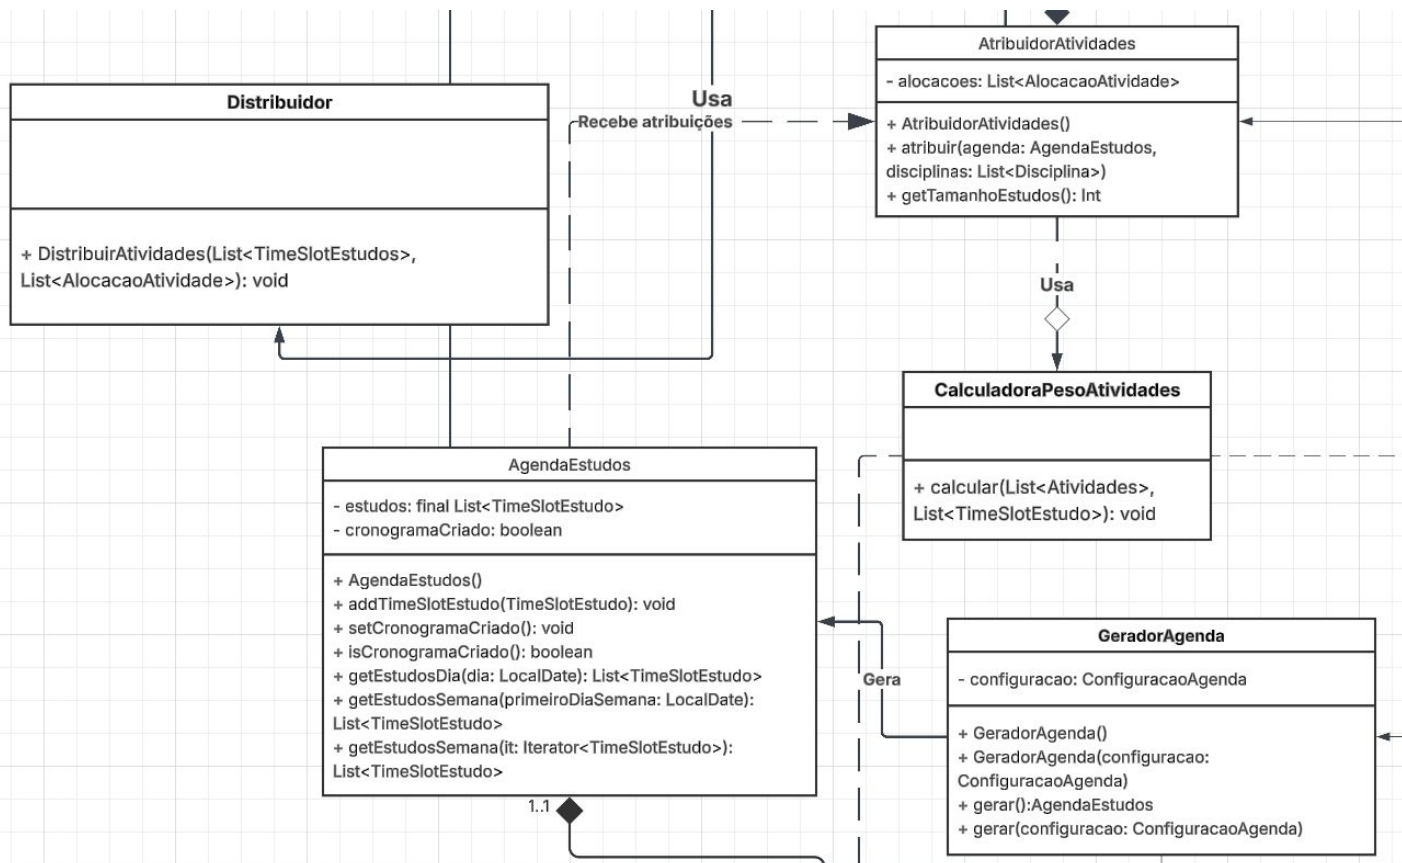 AtribuidorAtividades
- alocacoes: List<AlocacaoAtividade>
+ AtribuidorAtividades()
+ atribuir(agenda: AgendaEstudos,
disciplinas: List<Disciplina>)
+ getTamanhoEstudos(): Int
Distribuidor
+ DistribuirAtividades(List<TimeSlotEstudos>,
List<AlocacaoAtividade>): void
Usa
Recebe atribuições
Usa
CalculadoraPesoAtividades
+ calcular(List<Atividades>,
List<TimeSlotEstudo>): void
AgendaEstudos
- estudos: final List<TimeSlotEstudo>
- cronogramaCriado: boolean
+ AgendaEstudos()
+ addTimeSlotEstudo(TimeSlotEstudo): void
+ setCronogramaCriado(): void
+ isCronogramaCriado(): boolean
+ getEstudosDia(dia: LocalDate): List<TimeSlotEstudo>
+ getEstudosSemana(primeiroDiaSemana: LocalDate):
List<TimeSlotEstudo>
+ getEstudosSemana(it: Iterator<TimeSlotEstudo>):
List<TimeSlotEstudo>
1..1
Gera
GeradorAgenda
- configuracao: ConfiguracaoAgenda
+ GeradorAgenda()
+ GeradorAgenda(configuracao:
ConfiguracaoAgenda)
+ gerar():AgendaEstudos
+ gerar(configuracao: ConfiguracaoAgenda)